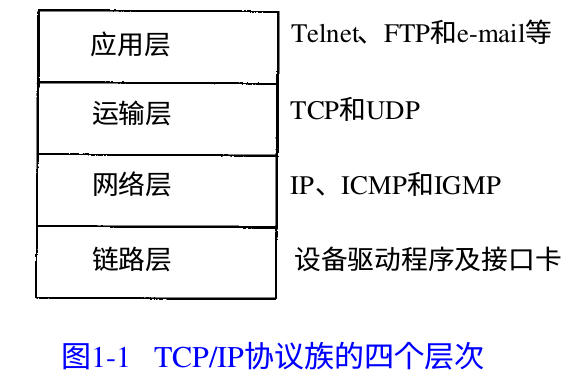 应用层 Telnet、FTP和e-mail等
运输层 TCP和UDP
网络层 IP、ICMP和IGMP
链路层 设备驱动程序及接口卡
图1-1 TCP/IP协议族的四个层次